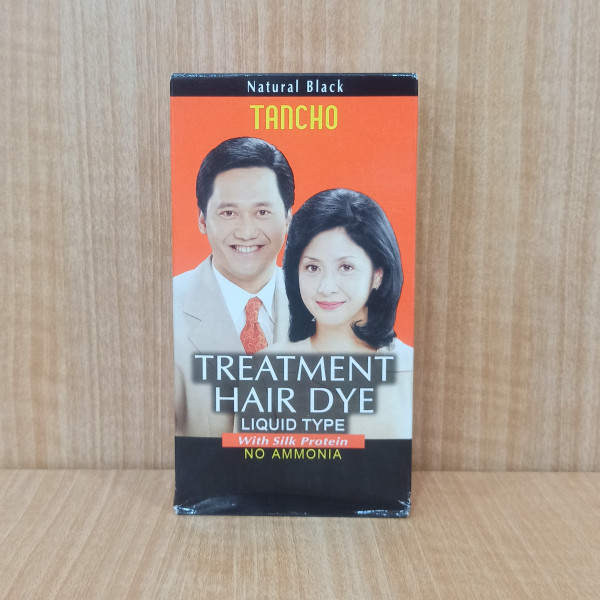 Natural Black
TANCHO
TREATMENT
HAIR DYE
LIQUID TYPE
With Silk Protein
NO AMMONIA